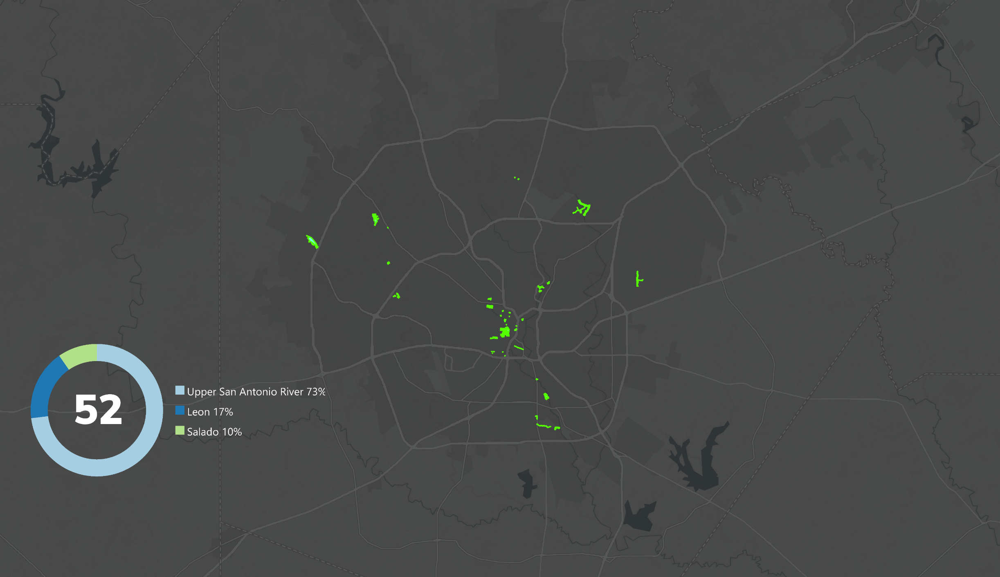 52
Upper San Antonio River 73%
Leon 17%
Salado 10%